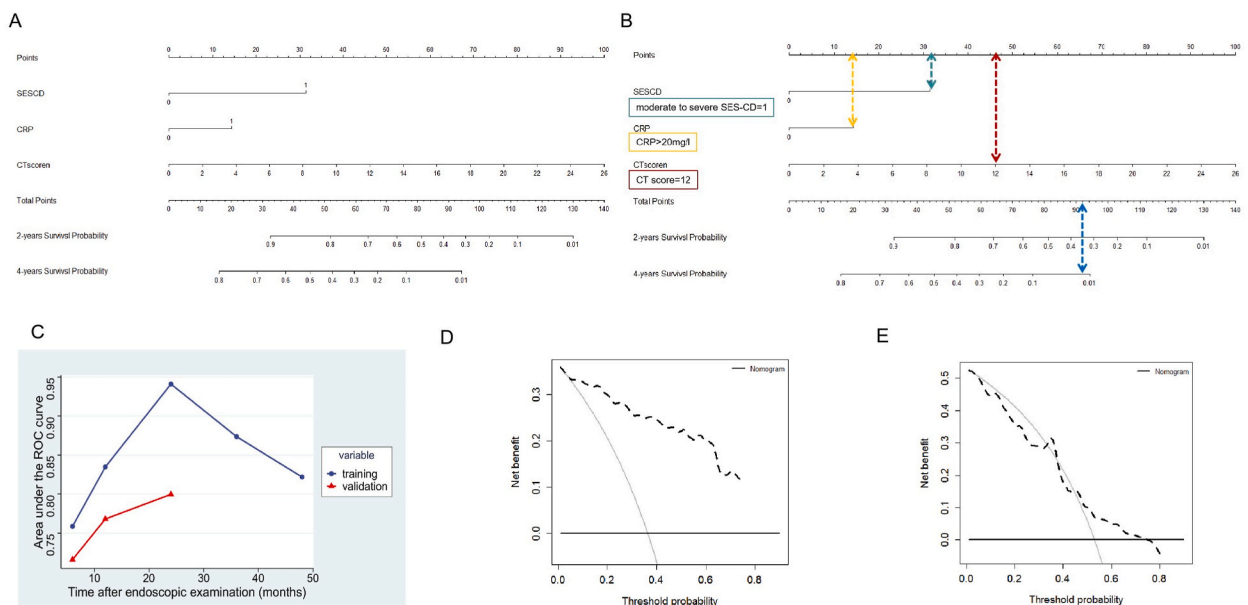 A
Points
0 10 20 30 40 50 60 70 80 90 100
SESCD
0 1
CRP
0 1
CTscoren
0 2 4 6 8 10 12 14 16 18 20 22 24 26
Total Points
0 10 20 30 40 50 60 70 80 90 100 110 120 130 140
2-years Survivsl Probability
0.9 0.8 0.7 0.6 0.5 0.4 0.3 0.2 0.1 0.01
4-years Survivsl Probability
0.8 0.7 0.6 0.5 0.4 0.3 0.2 0.1 0.01
B
Points
0 10 20 30 40 50 60 70 80 90 100
SESCD
0
moderate to severe SES-CD=1
CRP
0
CRP>20mg/l
CTscoren
0 2 4 6 8 10 12 14 16 18 20 22 24 26
CT score=12
Total Points
0 10 20 30 40 50 60 70 80 90 100 110 120 130 140
2-years Survivsl Probability
0.9 0.8 0.7 0.6 0.5 0.4 0.3 0.2 0.1 0.01
4-years Survivsl Probability
0.8 0.7 0.6 0.5 0.4 0.3 0.2 0.1 0.01
C
Area under the ROC curve
0.95
0.90
0.85
0.80
0.75
10 20 30 40 50
Time after endoscopic examination (months)
variable
training
validation
D
Nomogram
Net benefit
0.3
0.2
0.1
0.0
0.0 0.2 0.4 0.6 0.8
Threshold probability
E
Nomogram
Net benefit
0.5
0.4
0.3
0.2
0.1
0.0
0.0 0.2 0.4 0.6 0.8
Threshold probability